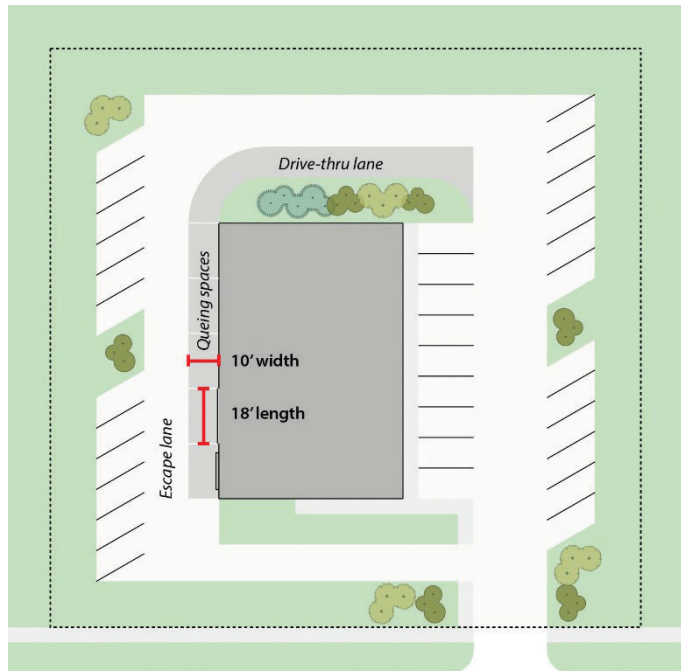 Drive-thru lane
Queing spaces
10' width
18' length
Escape lane